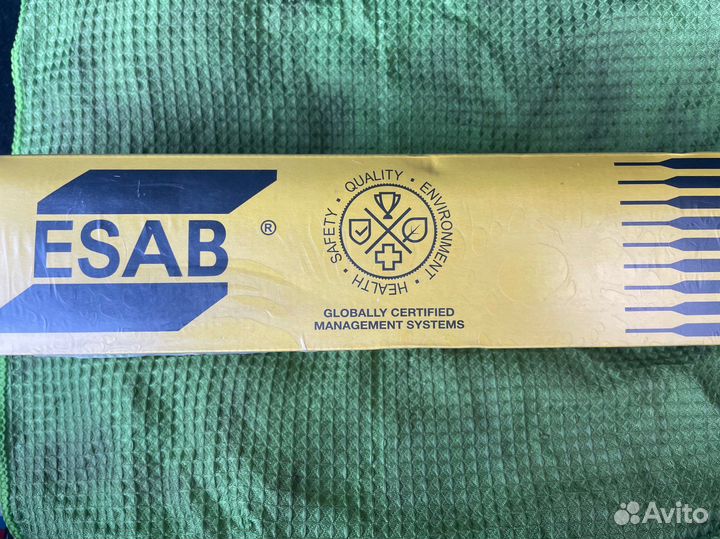 ESAB ®
SAFETY · QUALITY · ENVIRONMENT · HEALTH ·
GLOBALLY CERTIFIED
MANAGEMENT SYSTEMS
Avito